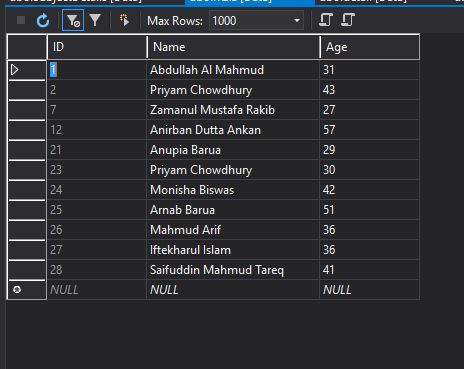 Max Rows: 1000
ID Name Age
1 Abdullah Al Mahmud 31
2 Priyam Chowdhury 43
7 Zamanul Mustafa Rakib 27
12 Anirban Dutta Ankan 57
21 Anupia Barua 29
23 Priyam Chowdhury 30
24 Monisha Biswas 42
25 Arnab Barua 51
26 Mahmud Arif 36
27 Iftekharul Islam 36
28 Saifuddin Mahmud Tareq 41
NULL NULL NULL